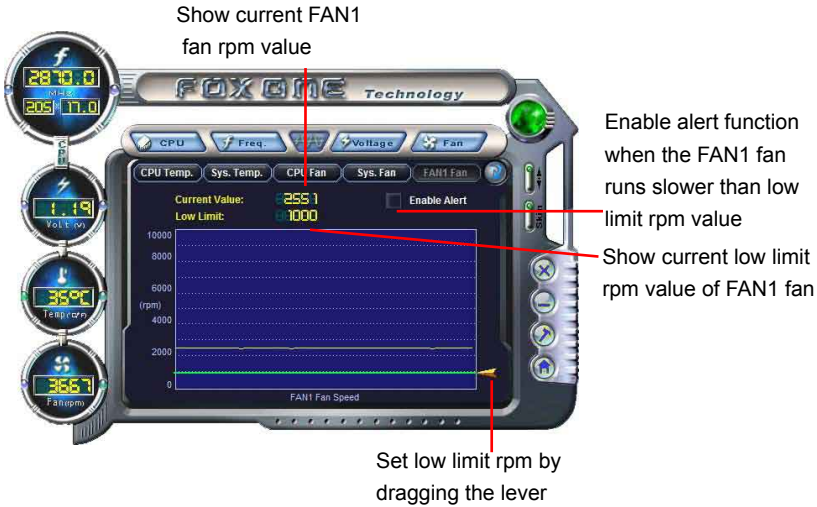 Show current FAN1
fan rpm value
2870.0
MHz
205 17.0
FOX ONE Technology
CPU Freq. Voltage Fan
CPU Temp. Sys. Temp. CPU Fan Sys. Fan FAN1 Fan
Current Value: 2551 Enable Alert
Low Limit: 1000
10000
8000
6000
(rpm)
4000
2000
0
FAN1 Fan Speed
CPU
1.19
Volt (V)
35°C
Temp(°C/°F)
3667
Fan(rpm)
Skin
Enable alert function
when the FAN1 fan
runs slower than low
limit rpm value
Show current low limit
rpm value of FAN1 fan
Set low limit rpm by
dragging the lever